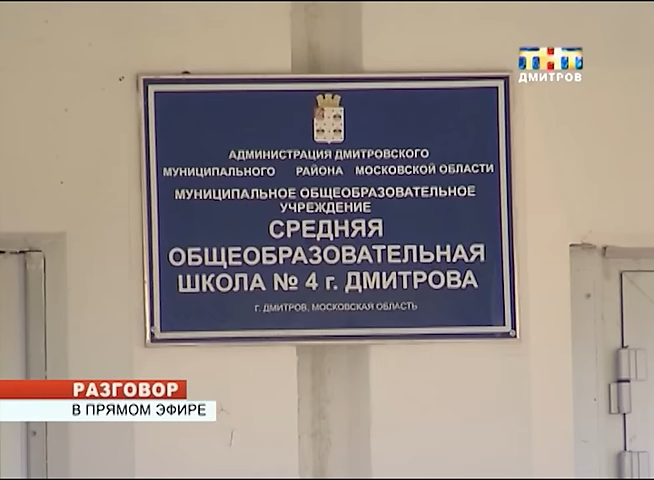 ТНТ
ДМИТРОВ
АДМИНИСТРАЦИЯ ДМИТРОВСКОГО
МУНИЦИПАЛЬНОГО РАЙОНА МОСКОВСКОЙ ОБЛАСТИ
МУНИЦИПАЛЬНОЕ ОБЩЕОБРАЗОВАТЕЛЬНОЕ
УЧРЕЖДЕНИЕ
СРЕДНЯЯ
ОБЩЕОБРАЗОВАТЕЛЬНАЯ
ШКОЛА № 4 г. ДМИТРОВА
Г. ДМИТРОВ, МОСКОВСКАЯ ОБЛАСТЬ
РАЗГОВОР
В ПРЯМОМ ЭФИРЕ